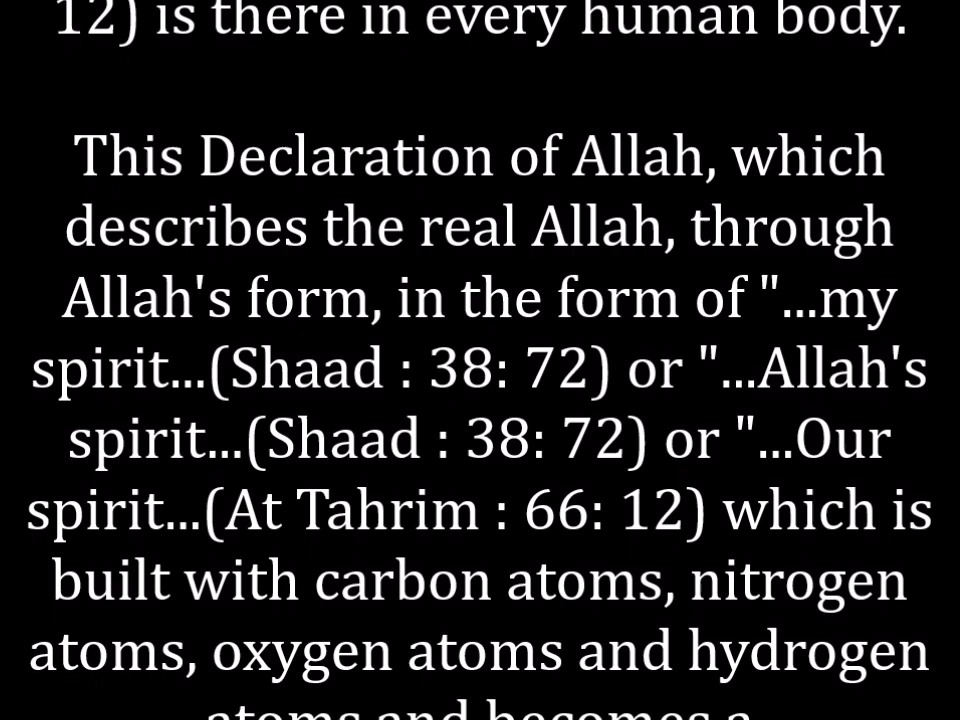 12) is there in every human body.
This Declaration of Allah, which
describes the real Allah, through
Allah's form, in the form of "...my
spirit...(Shaad : 38: 72) or "...Allah's
spirit...(Shaad : 38: 72) or "...Our
spirit...(At Tahrim : 66: 12) which is
built with carbon atoms, nitrogen
atoms, oxygen atoms and hydrogen
atoms and becomes a